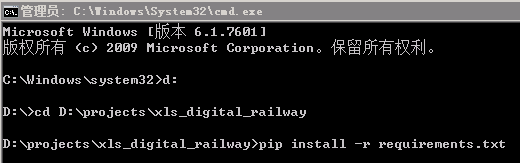 管理员: C:\Windows\System32\cmd.exe
Microsoft Windows [版本 6.1.7601]
版权所有 (c) 2009 Microsoft Corporation。保留所有权利。
C:\Windows\system32>d:
D:\>cd D:\projects\xls_digital_railway
D:\projects\xls_digital_railway>pip install -r requirements.txt